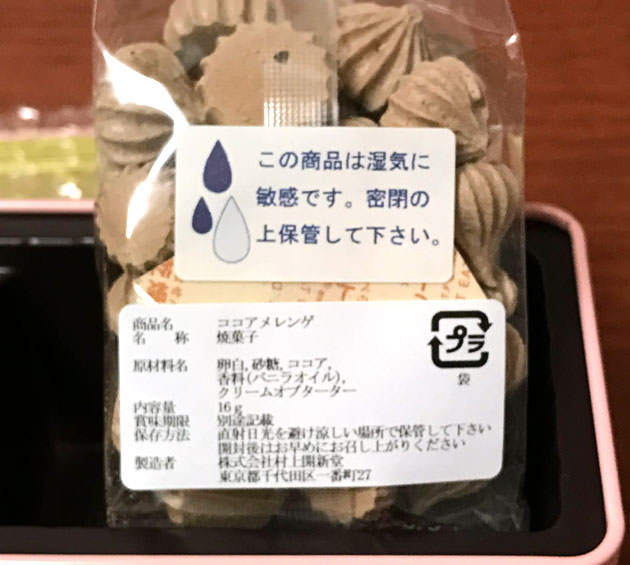 この商品は湿気に
敏感です。密閉の
上保管して下さい。
商品名 ココアメレンゲ
名 称 焼菓子
原材料名 卵白, 砂糖, ココア,
香料(バニラオイル),
クリームオブターター
内容量 16g
賞味期限 別途記載
保存方法 直射日光を避け涼しい場所で保管して下さい
開封後はお早めにお召し上がりください
製造者 株式会社村上開新堂
東京都千代田区一番町27
プラ
袋